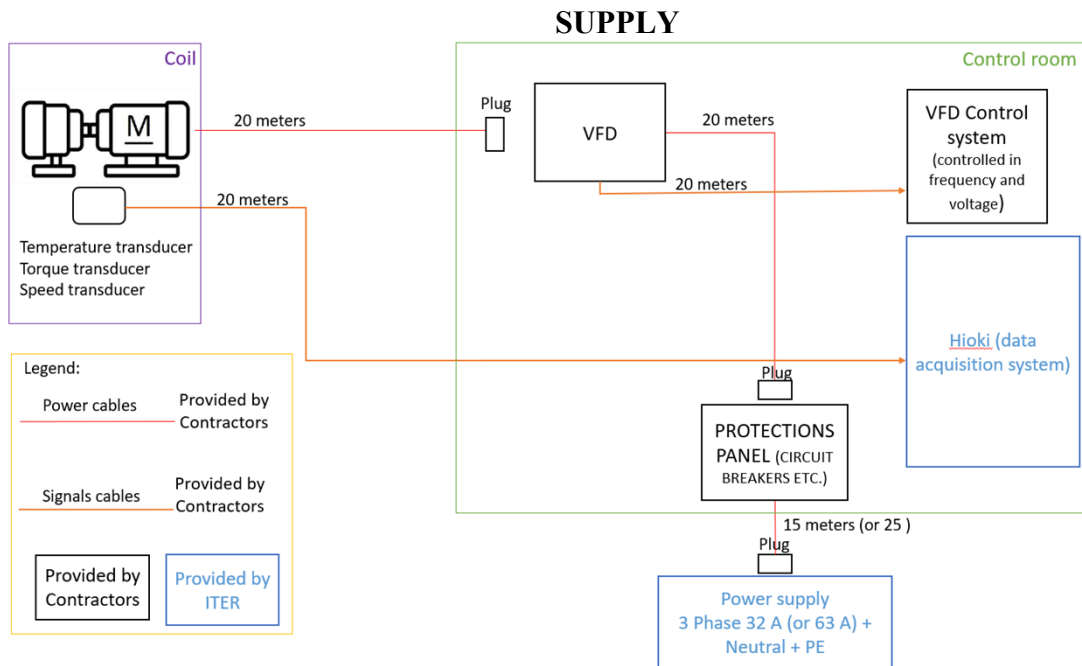 SUPPLY
Coil
Control room
M
20 meters
Plug
VFD
20 meters
20 meters
VFD Control
system
(controlled in
frequency and
voltage)
20 meters
Temperature transducer
Torque transducer
Speed transducer
Hioki (data
acquisition system)
Legend:
Power cables
Provided by
Contractors
Signals cables
Provided by
Contractors
Provided by
Contractors
Provided by
ITER
Plug
PROTECTIONS
PANEL (CIRCUIT
BREAKERS ETC.)
15 meters (or 25 )
Plug
Power supply
3 Phase 32 A (or 63 A) +
Neutral + PE